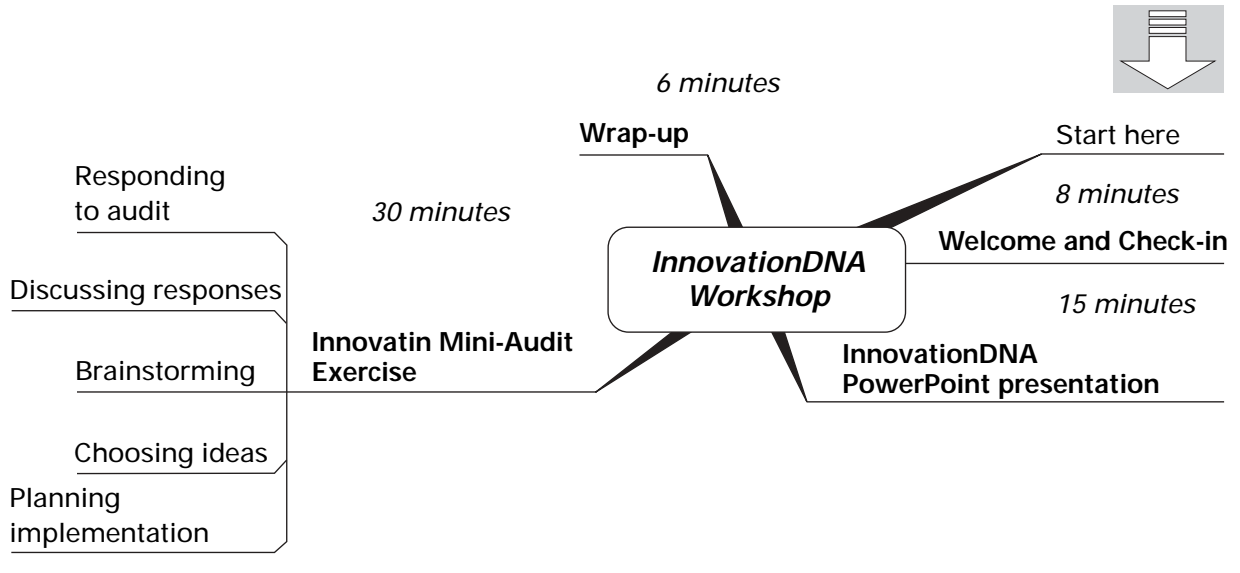 6 minutes
Wrap-up
Start here
8 minutes
Welcome and Check-in
15 minutes
InnovationDNA
PowerPoint presentation
InnovationDNA
Workshop
30 minutes
Innovatin Mini-Audit
Exercise
Responding
to audit
Discussing responses
Brainstorming
Choosing ideas
Planning
implementation